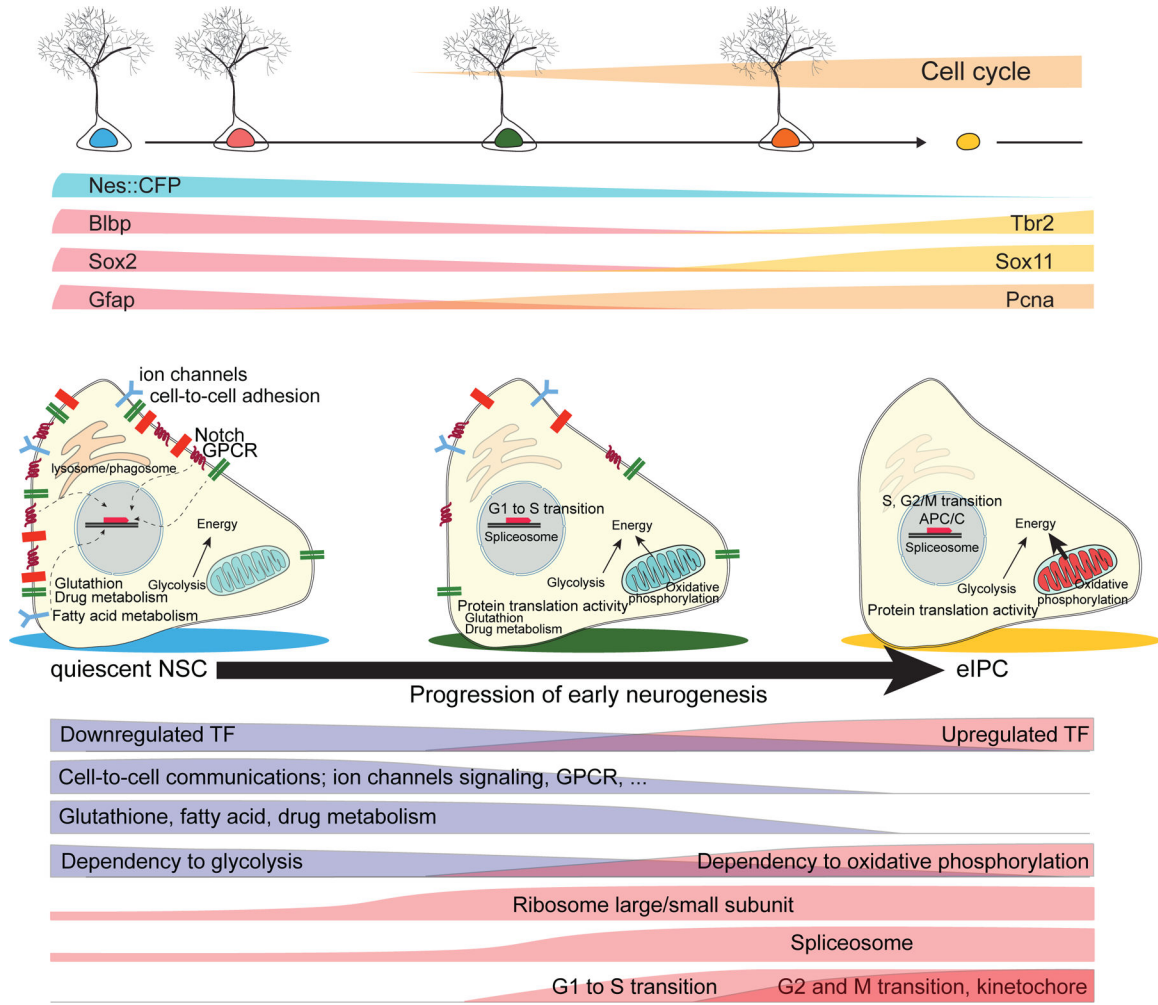 Cell cycle
Nes::CFP
Blbp
Tbr2
Sox2
Sox11
Gfap
Pcna
ion channels
cell-to-cell adhesion
Notch
GPCR
lysosome/phagosome
Energy
Glycolysis
Glutathion
Drug metabolism
Fatty acid metabolism
G1 to S transition
Spliceosome
Energy
Glycolysis
Oxidative
phosphorylation
Protein translation activity
Glutathion
Drug metabolism
S, G2/M transition
APC/C
Spliceosome
Energy
Glycolysis
Oxidative
phosphorylation
Protein translation activity
quiescent NSC
eIPC
Progression of early neurogenesis
Downregulated TF
Upregulated TF
Cell-to-cell communications; ion channels signaling, GPCR, ...
Glutathione, fatty acid, drug metabolism
Dependency to glycolysis
Dependency to oxidative phosphorylation
Ribosome large/small subunit
Spliceosome
G1 to S transition
G2 and M transition, kinetochore